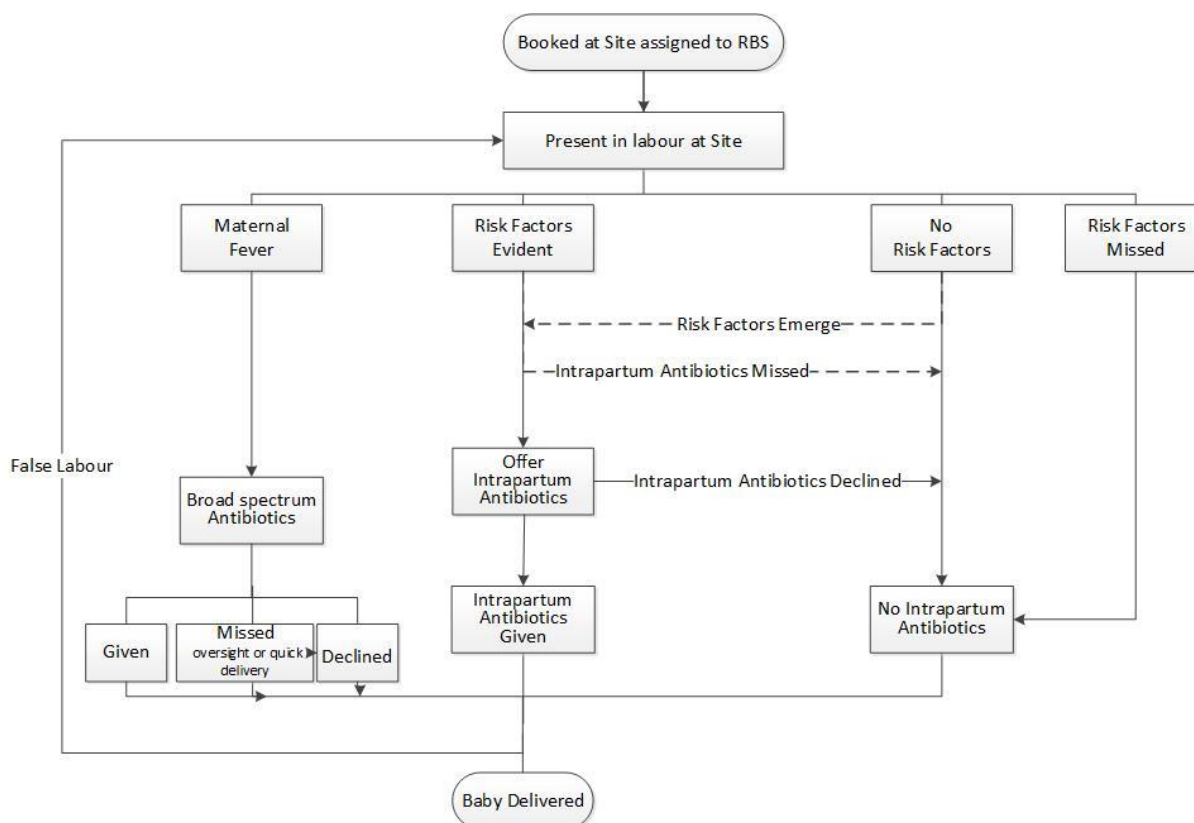 Booked at Site assigned to RBS
Present in labour at Site
Maternal
Fever
Risk Factors
Evident
No
Risk Factors
Risk Factors
Missed
Risk Factors Emerge
Intrapartum Antibiotics Missed
False Labour
Offer
Intrapartum
Antibiotics
Intrapartum Antibiotics Declined
Broad spectrum
Antibiotics
Intrapartum
Antibiotics
Given
No Intrapartum
Antibiotics
Given
Missed
oversight or quick
delivery
Declined
Baby Delivered